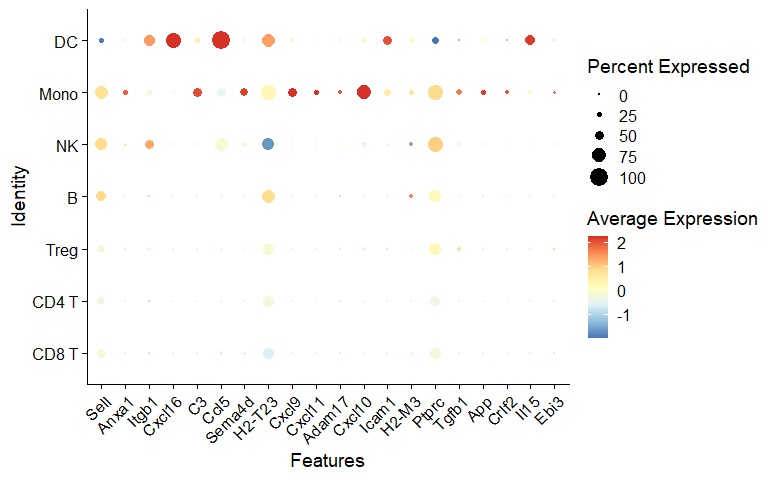 DC
Mono
NK
B
Treg
CD4 T
CD8 T
Identity
Sell
Anxa1
Itgb1
Cxcl16
C3
Ccl5
Sema4d
H2-T23
Cxcl9
Cxcl11
Adam17
Cxcl10
Icam1
H2-M3
Ptprc
Tgfb1
App
Crlf2
Il15
Ebi3
Features
Percent Expressed
0
25
50
75
100
Average Expression
2
1
0
-1